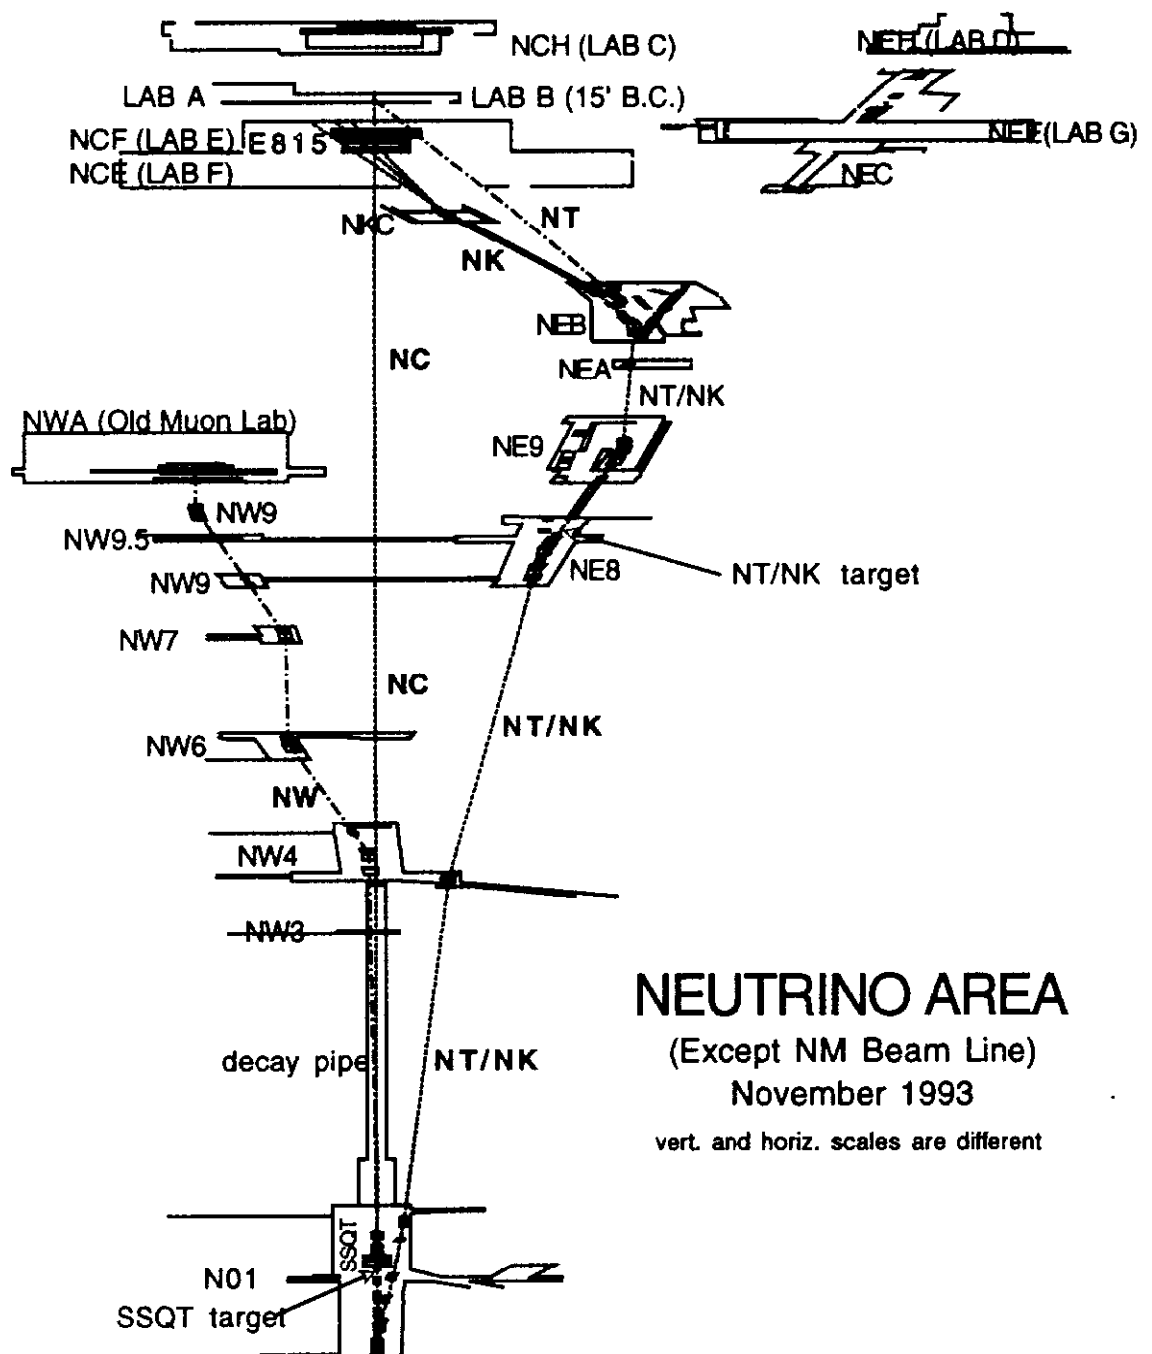 NCH (LAB C)
NEH (LAB D)
LAB A
LAB B (15' B.C.)
NCF (LAB E)
E815
NEE(LAB G)
NCE (LAB F)
NEC
NKC
NT
NK
NEB
NC
NEA
NT/NK
NWA (Old Muon Lab)
NE9
NW9
NW9.5
NE8
NT/NK target
NW9
NW7
NC
NT/NK
NW6
NW
NW4
NW3
NEUTRINO AREA
(Except NM Beam Line)
November 1993
vert. and horiz. scales are different
decay pipe
NT/NK
SSQT
N01
SSQT target